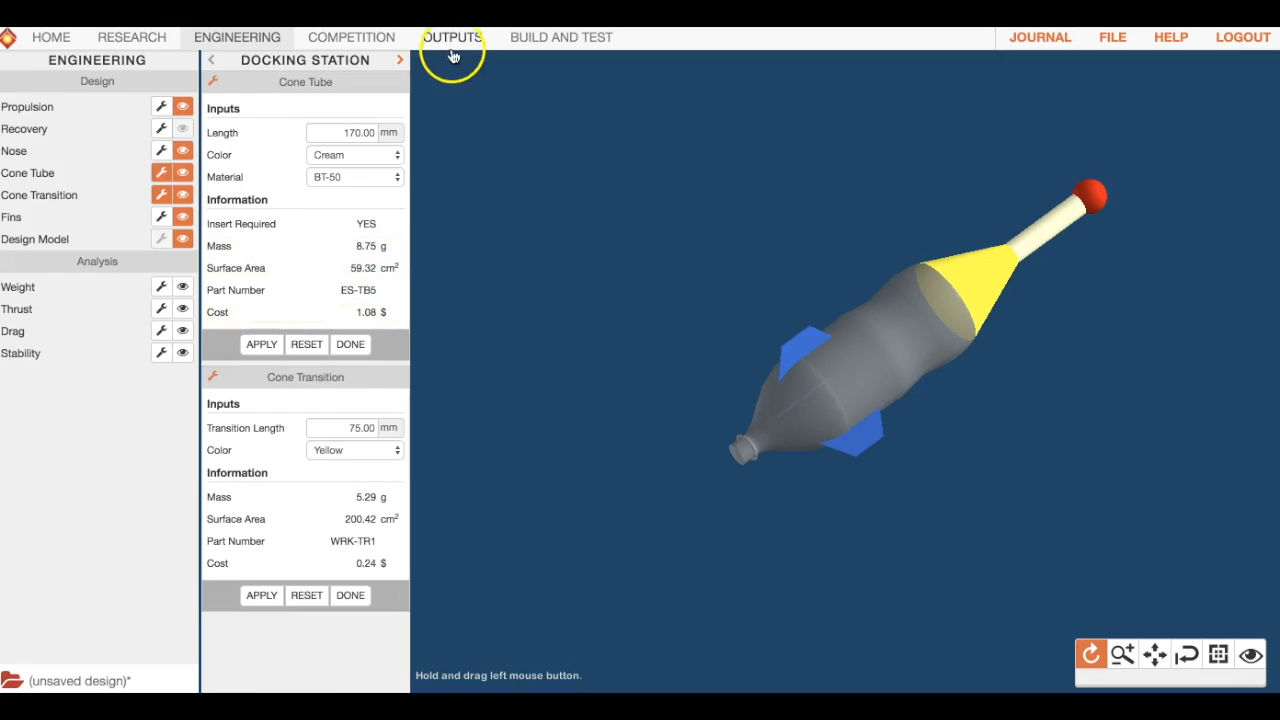 HOME RESEARCH ENGINEERING COMPETITION OUTPUTS BUILD AND TEST JOURNAL FILE HELP LOGOUT
ENGINEERING
Design
Propulsion
Recovery
Nose
Cone Tube
Cone Transition
Fins
Design Model
Analysis
Weight
Thrust
Drag
Stability
(unsaved design)*
DOCKING STATION
Cone Tube
Inputs
Length 170.00 mm
Color Cream
Material BT-50
Information
Insert Required YES
Mass 8.75 g
Surface Area 59.32 cm²
Part Number ES-TB5
Cost 1.08 $
APPLY RESET DONE
Cone Transition
Inputs
Transition Length 75.00 mm
Color Yellow
Information
Mass 5.29 g
Surface Area 200.42 cm²
Part Number WRK-TR1
Cost 0.24 $
APPLY RESET DONE
Hold and drag left mouse button.